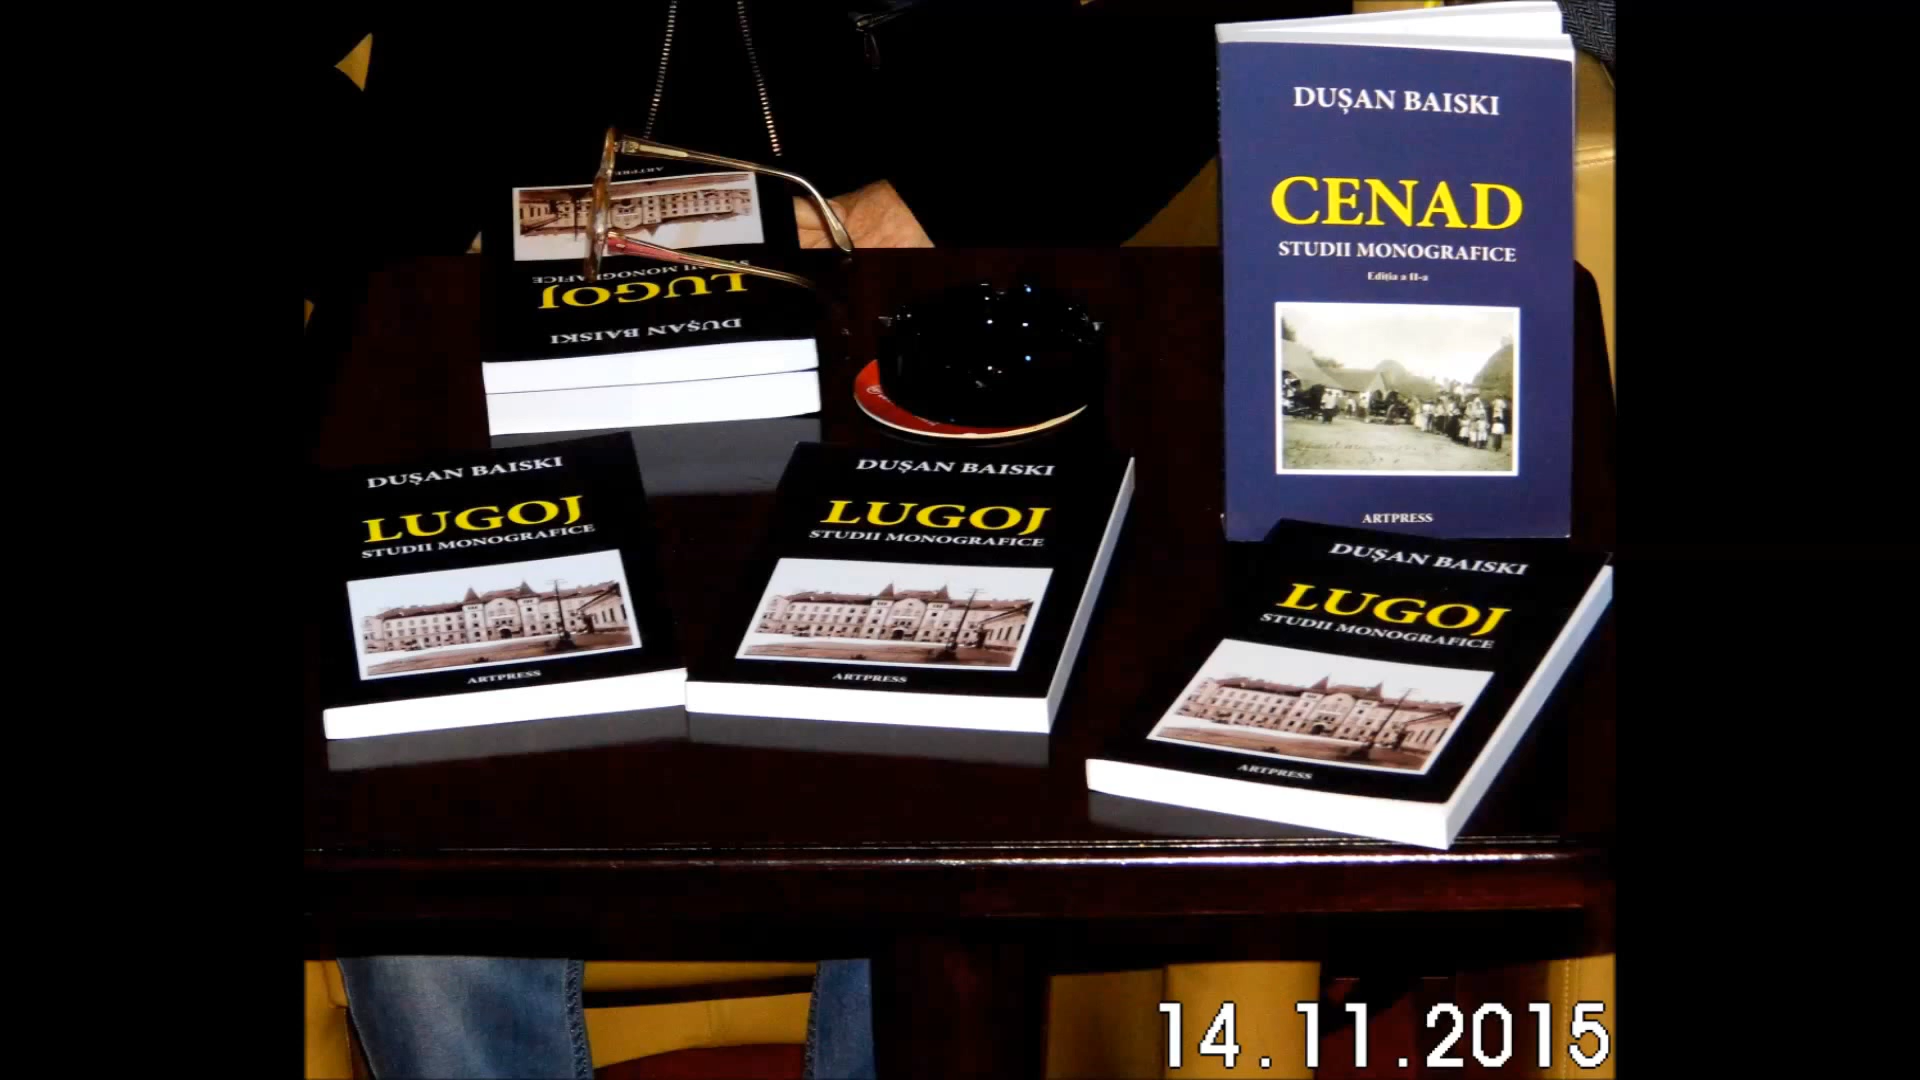 DUȘAN BAISKI
CENAD
STUDII MONOGRAFICE
Ediția a II-a
ARTPRESS
ARTPRESS
STUDII MONOGRAFICE
LUGOJ
DUȘAN BAISKI
DUȘAN BAISKI
LUGOJ
STUDII MONOGRAFICE
ARTPRESS
DUȘAN BAISKI
LUGOJ
STUDII MONOGRAFICE
ARTPRESS
DUȘAN BAISKI
LUGOJ
STUDII MONOGRAFICE
ARTPRESS
14.11.2015